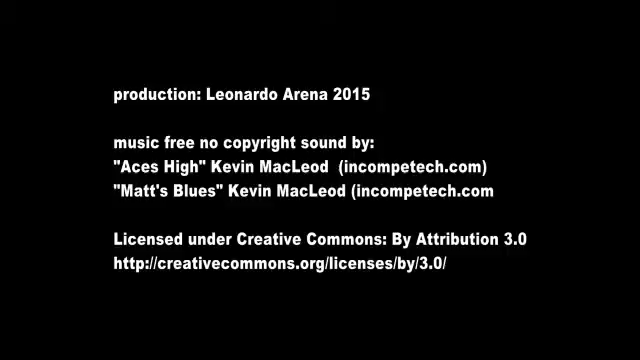 production: Leonardo Arena 2015
music free no copyright sound by:
"Aces High" Kevin MacLeod  (incompetech.com)
"Matt's Blues" Kevin MacLeod (incompetech.com
Licensed under Creative Commons: By Attribution 3.0
http://creativecommons.org/licenses/by/3.0/